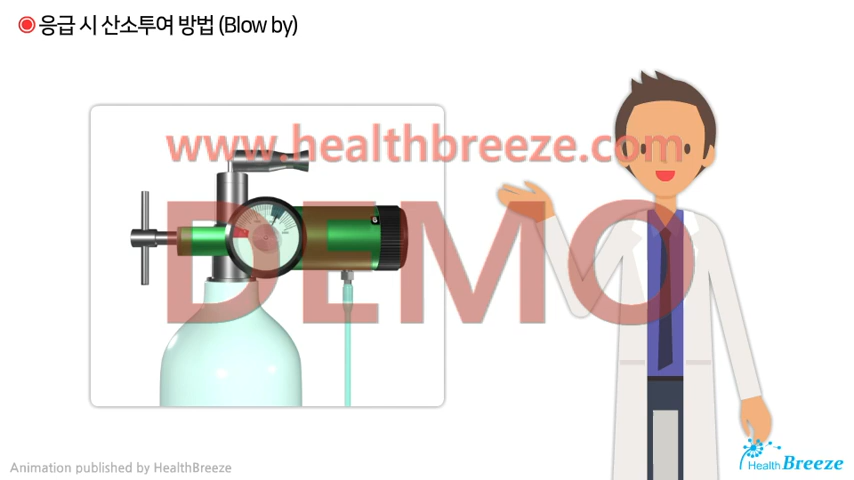 응급 시 산소투여 방법 (Blow by)
www.healthbreeze.com
DEMO
Animation published by HealthBreeze
Health Breeze